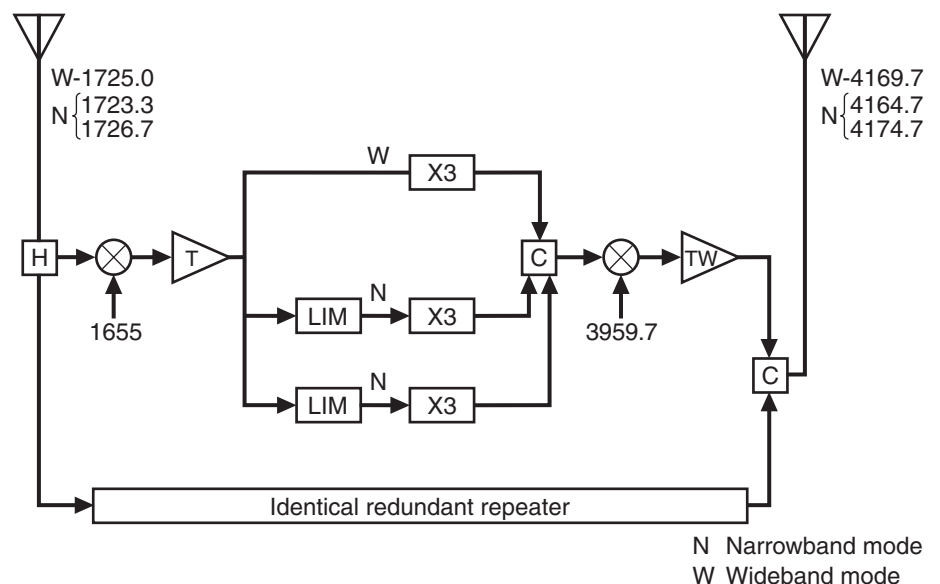 W-1725.0
N{1723.3
1726.7
W-4169.7
N{4164.7
4174.7
W
X3
H
T
C
TW
N
LIM
X3
1655
3959.7
C
N
LIM
X3
Identical redundant repeater
N Narrowband mode
W Wideband mode